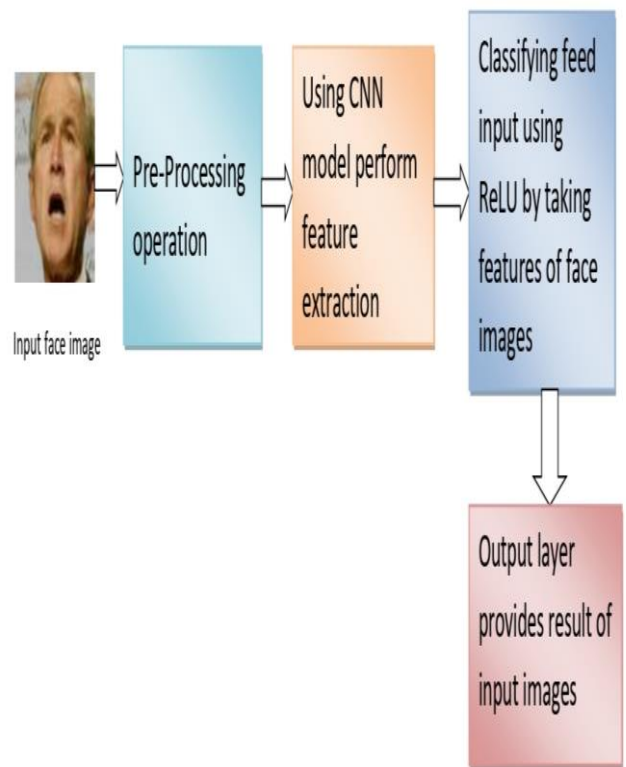 Input face image
Pre-Processing
operation
Using CNN
model perform
feature
extraction
Classifying feed
input using
ReLU by taking
features of face
images
Output layer
provides result of
input images